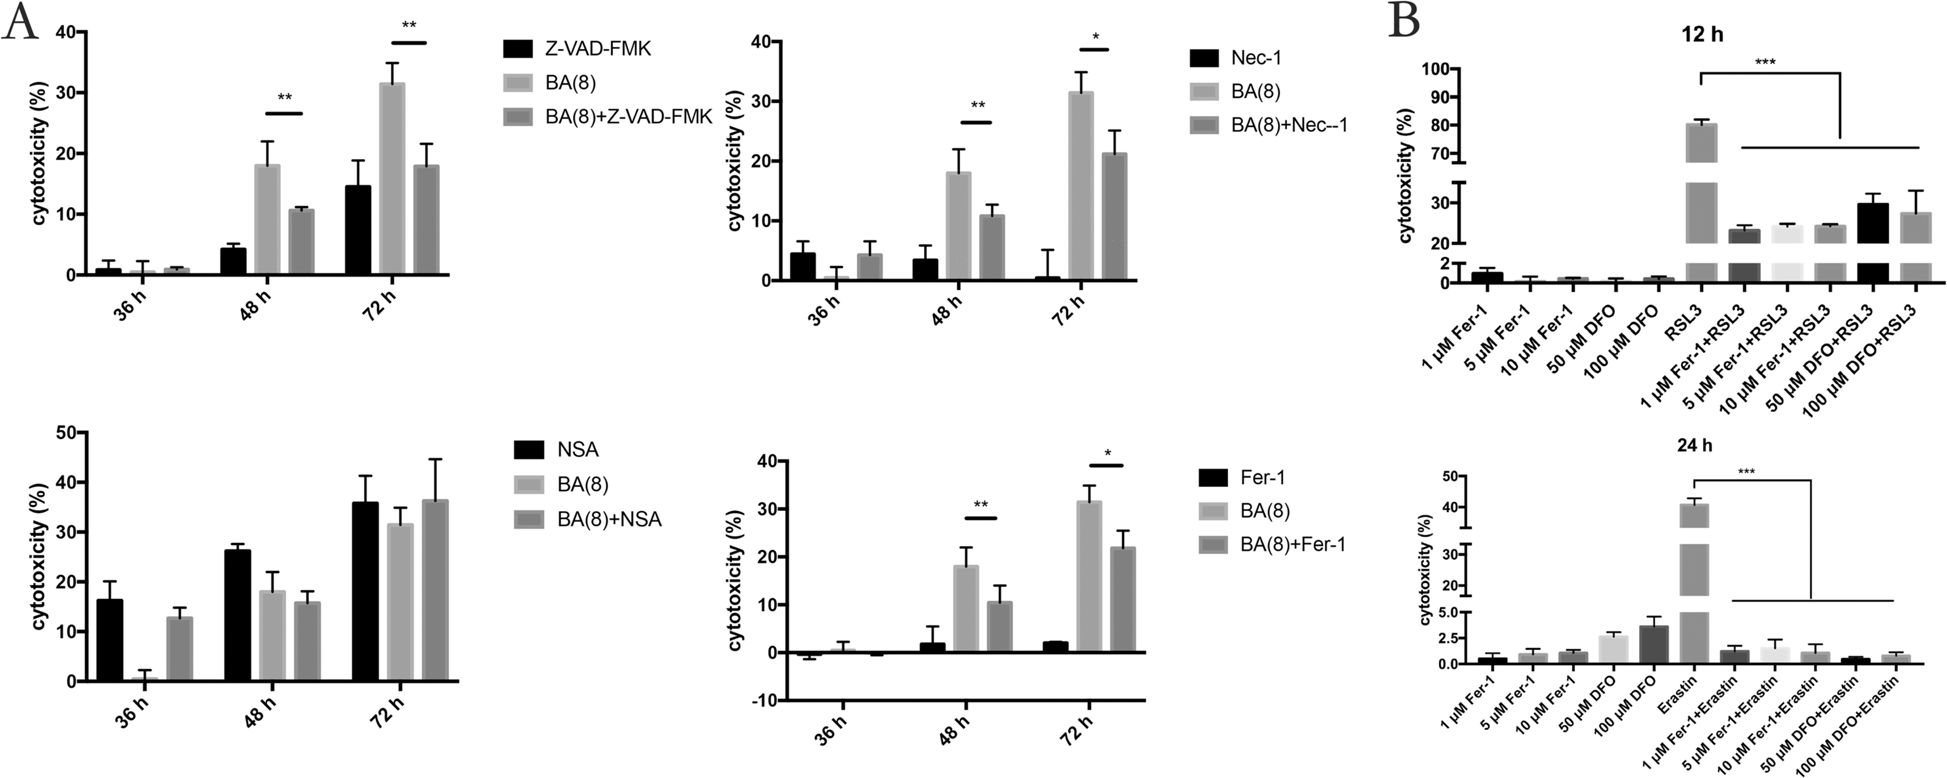 A
cytotoxicity (%)
40
30
20
10
0
36 h
48 h
72 h
**
**
Z-VAD-FMK
BA(8)
BA(8)+Z-VAD-FMK
cytotoxicity (%)
40
30
20
10
0
36 h
48 h
72 h
**
*
Nec-1
BA(8)
BA(8)+Nec--1
cytotoxicity (%)
50
40
30
20
10
0
36 h
48 h
72 h
NSA
BA(8)
BA(8)+NSA
cytotoxicity (%)
40
30
20
10
0
-10
36 h
48 h
72 h
**
*
Fer-1
BA(8)
BA(8)+Fer-1
B
12 h
cytotoxicity (%)
100
90
80
70
30
20
2
0
***
1 µM Fer-1
5 µM Fer-1
10 µM Fer-1
50 µM DFO
100 µM DFO
RSL3
1 µM Fer-1+RSL3
5 µM Fer-1+RSL3
10 µM Fer-1+RSL3
50 µM DFO+RSL3
100 µM DFO+RSL3
24 h
cytotoxicity (%)
50
40
30
20
5.0
2.5
0.0
***
1 µM Fer-1
5 µM Fer-1
10 µM Fer-1
50 µM DFO
100 µM DFO
Erastin
1 µM Fer-1+Erastin
5 µM Fer-1+Erastin
10 µM Fer-1+Erastin
50 µM DFO+Erastin
100 µM DFO+Erastin